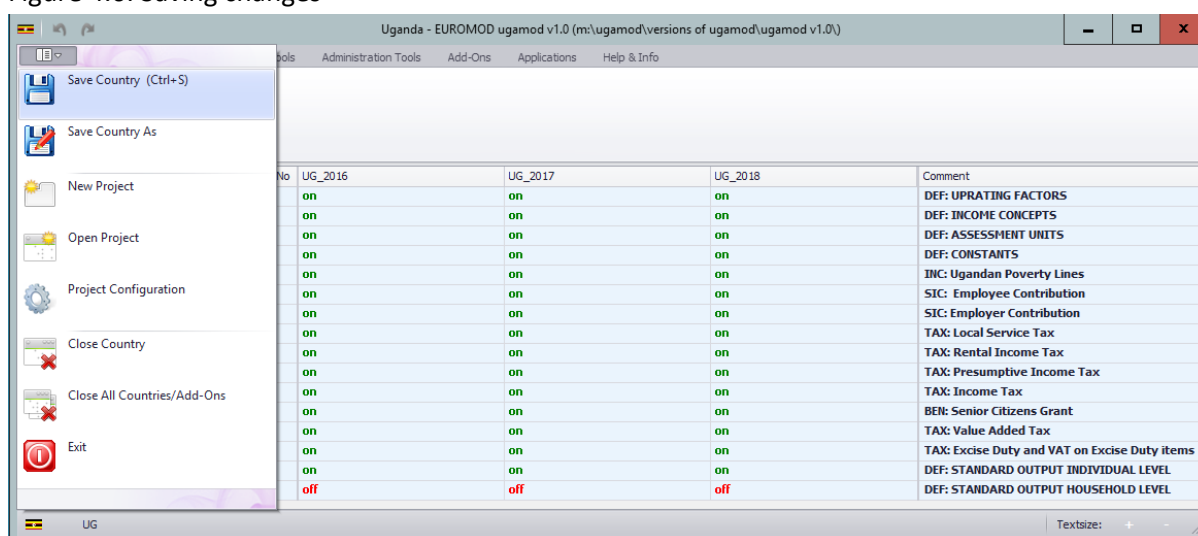 Uganda - EUROMOD ugamod v1.0 (m:\ugamod\versions of ugamod\ugamod v1.0\)
Administration Tools Add-Ons Applications Help & Info
Save Country (Ctrl+S)
Save Country As
New Project
Open Project
Project Configuration
Close Country
Close All Countries/Add-Ons
Exit
No UG_2016 UG_2017 UG_2018 Comment
on on on DEF: UPRATING FACTORS
on on on DEF: INCOME CONCEPTS
on on on DEF: ASSESSMENT UNITS
on on on DEF: CONSTANTS
on on on INC: Ugandan Poverty Lines
on on on SIC: Employee Contribution
on on on SIC: Employer Contribution
on on on TAX: Local Service Tax
on on on TAX: Rental Income Tax
on on on TAX: Presumptive Income Tax
on on on TAX: Income Tax
on on on BEN: Senior Citizens Grant
on on on TAX: Value Added Tax
on on on TAX: Excise Duty and VAT on Excise Duty items
on on on DEF: STANDARD OUTPUT INDIVIDUAL LEVEL
off off off DEF: STANDARD OUTPUT HOUSEHOLD LEVEL
UG Textsize: + -